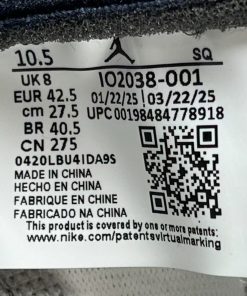 10.5 SQ
UK 8 IO2038-001
EUR 42.5 01/22/25 03/22/25
cm 27.5 UPC 00198484778918
BR 40.5
CN 275
0420LBU41DA9S
MADE IN CHINA
HECHO EN CHINA
FABRIQUE EN CHINE
FABRICADO NA CHINA
This product is covered by one or more
www.nike.com/patentsvirtualmarking